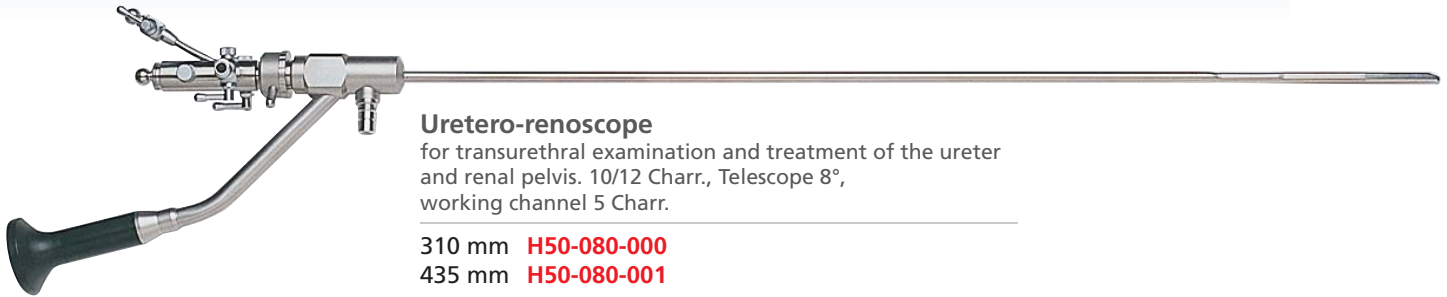 Uretero-renoscope
for transurethral examination and treatment of the ureter
and renal pelvis. 10/12 Charr., Telescope 8°,
working channel 5 Charr.
310 mm H50-080-000
435 mm H50-080-001